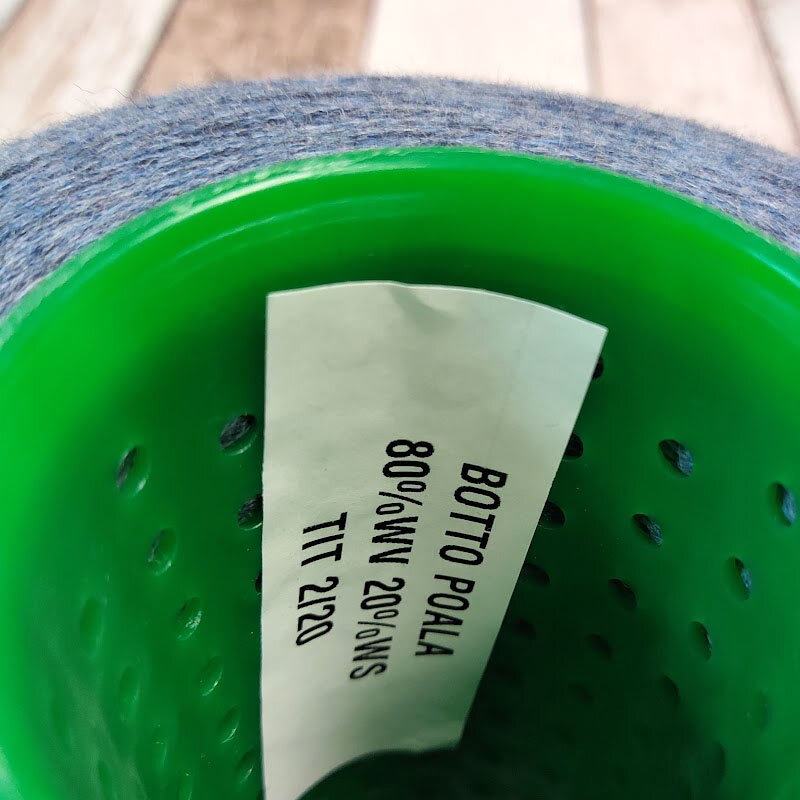 BOTTO POALA
80%WV 20%WS
TIT 2/20